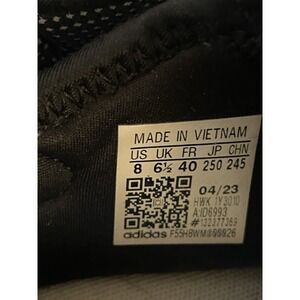 MADE IN VIETNAM
US UK FR JP CHN
8 6½ 40 250 245
04/23
HWK 1Y3010
AJD6993
#132377369
adidas